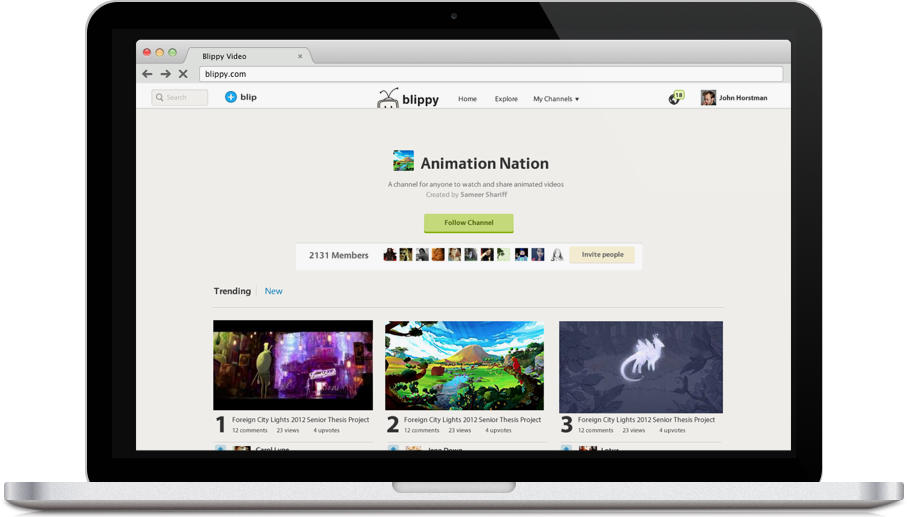 Blippy Video
blippy.com
Search
blip
blippy
Home
Explore
My Channels
18
John Horstman
Animation Nation
A channel for anyone to watch and share animated videos
Created by Sameer Shariff
Follow Channel
2131 Members
Invite people
Trending
New
1
Foreign City Lights 2012 Senior Thesis Project
12 comments 23 views 4 upvotes
2
Foreign City Lights 2012 Senior Thesis Project
12 comments 23 views 4 upvotes
3
Foreign City Lights 2012 Senior Thesis Project
12 comments 23 views 4 upvotes